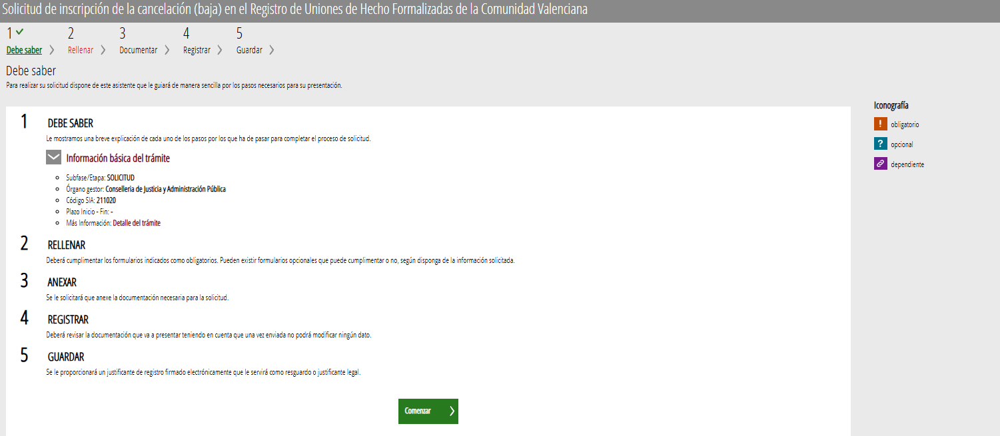 Solicitud de inscripción de la cancelación (baja) en el Registro de Uniones de Hecho Formalizadas de la Comunidad Valenciana
1 2 3 4 5
Debe saber Rellenar Documentar Registrar Guardar
Debe saber
Para realizar su solicitud dispone de este asistente que le guiará de manera sencilla por los pasos necesarios para su presentación.
1 DEBE SABER
Le mostramos una breve explicación de cada uno de los pasos por los que ha de pasar para completar el proceso de solicitud.
Información básica del trámite
Subfase/Etapa: SOLICITUD
Órgano gestor: Conselleria de Justicia y Administración Pública
Código SIA: 211020
Plazo Inicio - Fin: -
Más Información: Detalle del trámite
2 RELLENAR
Deberá cumplimentar los formularios indicados como obligatorios. Pueden existir formularios opcionales que puede cumplimentar o no, según disponga de la información solicitada.
3 ANEXAR
Se le solicitará que anexe la documentación necesaria para la solicitud.
4 REGISTRAR
Deberá revisar la documentación que va a presentar teniendo en cuenta que una vez enviada no podrá modificar ningún dato.
5 GUARDAR
Se le proporcionará un justificante de registro firmado electrónicamente que le servirá como resguardo o justificante legal.
Comenzar
Iconografía
! obligatorio
? opcional
dependiente